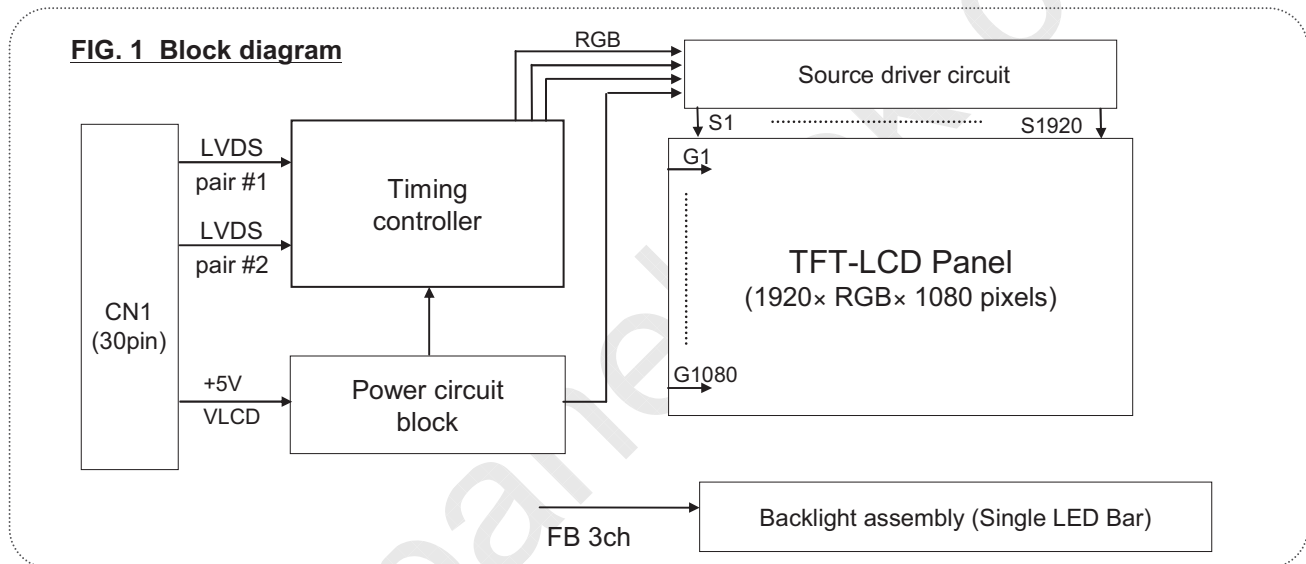 FIG. 1 Block diagram
RGB
Source driver circuit
S1
S1920
CN1
(30pin)
LVDS
pair #1
LVDS
pair #2
+5V
VLCD
Timing
controller
Power circuit
block
G1
G1080
TFT-LCD Panel
(1920× RGB× 1080 pixels)
FB 3ch
Backlight assembly (Single LED Bar)